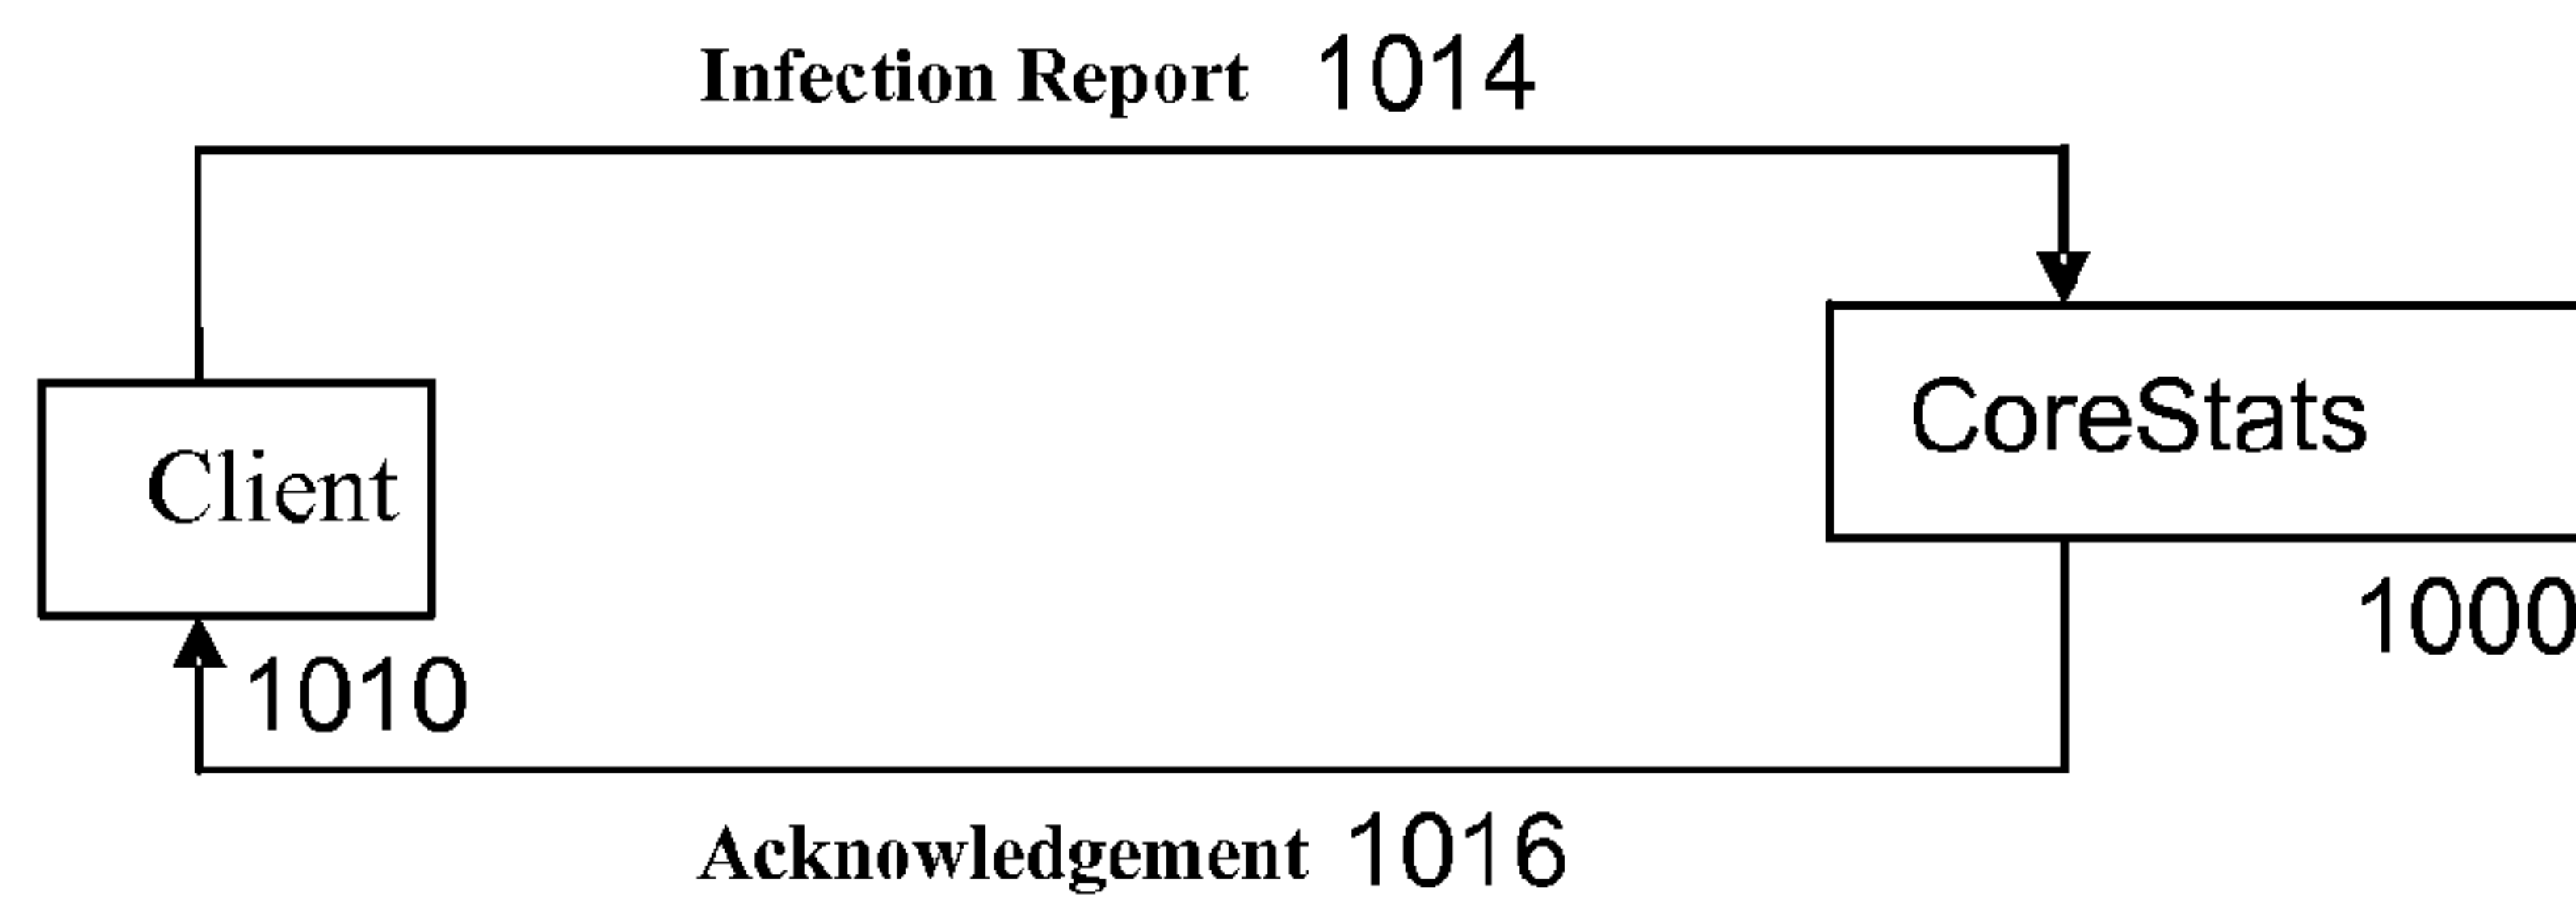 Infection Report 1014
CoreStats
Client
1000
1010
Acknowledgement 1016